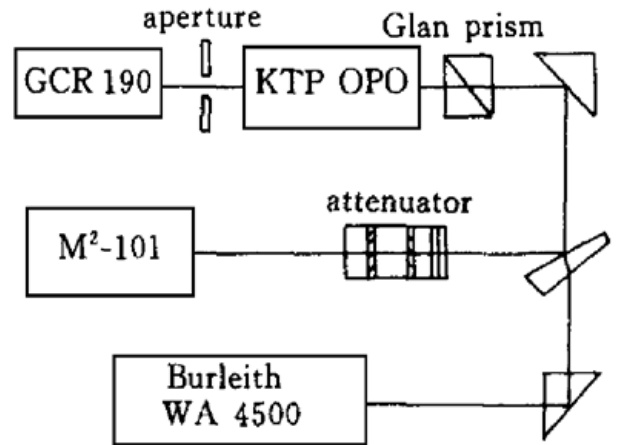 aperture
Glan prism
GCR 190
KTP OPO
attenuator
M²-101
Burleith
WA 4500